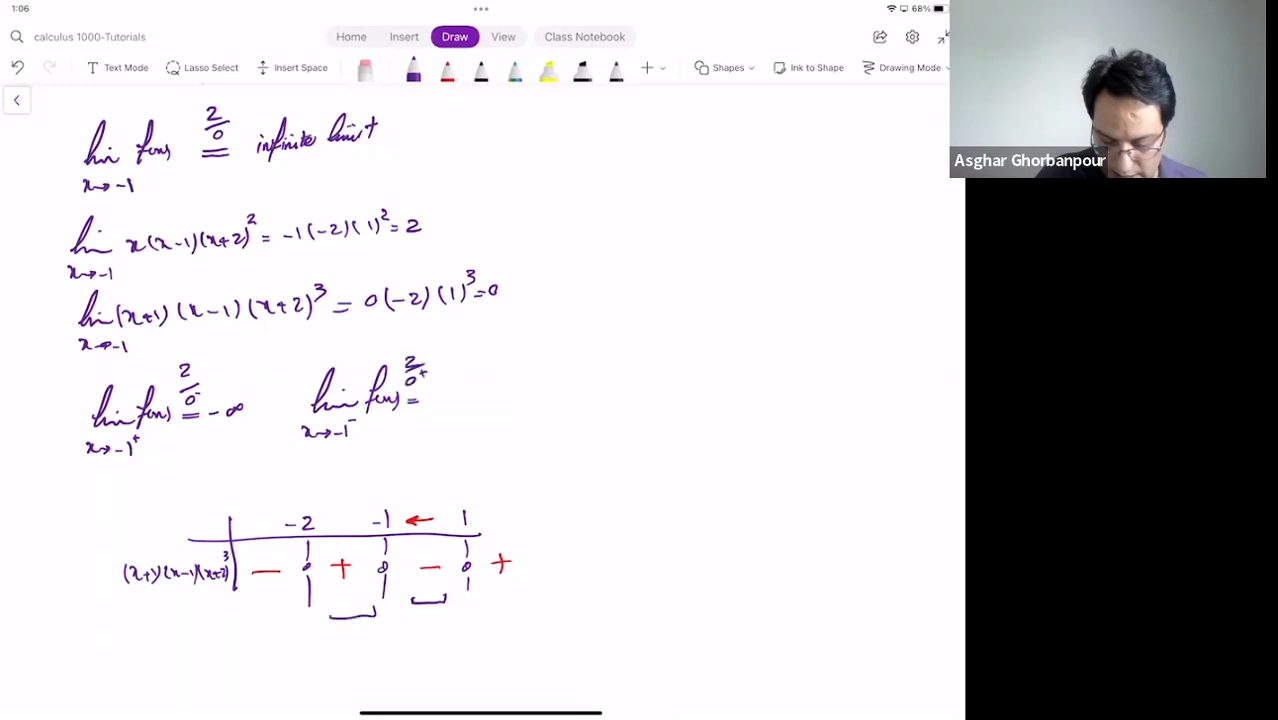 1:06
68%
calculus 1000-Tutorials
Home Insert Draw View Class Notebook
Text Mode Lasso Select Insert Space Shapes Ink to Shape Drawing Mode
Asghar Ghorbanpour
lim f(x) = 2/0 infinite limit
x→-1
lim x(x-1)(x+2)² = -1(-2)(1)² = 2
x→-1
lim (x+1)(x-1)(x+2)³ = 0(-2)(1)³ = 0
x→-1
lim f(x) = 2/0⁻ -∞ lim f(x) = 2/0⁺
x→-1⁺ x→-1⁻
-2 -1 ← 1
(x+1)(x-1)(x+2)³ — 0 + 0 — 0 +